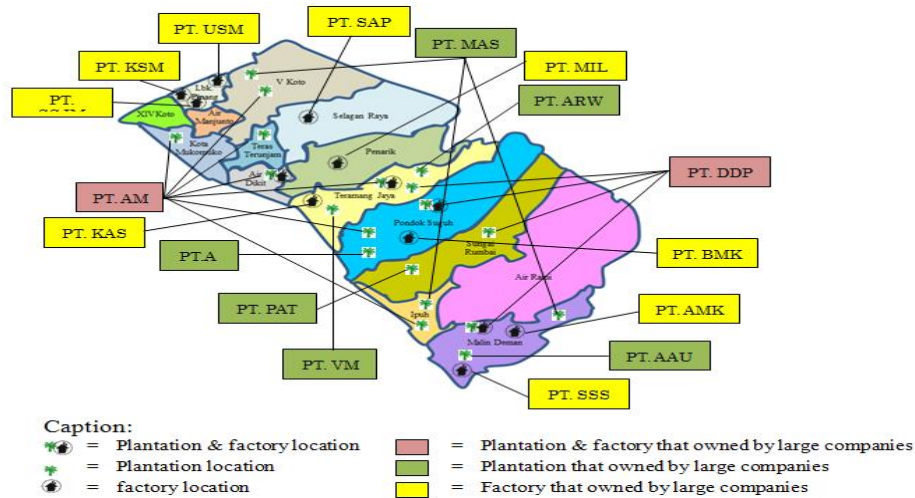 PT. SAP
PT. USM
PT. MAS
PT. KSM
PT. MIL
V Koto
Lbk.
PT.
PT. ARW
XIV Koto
Air
Manjunto
Selagan Raya
Kota
Mukomuko
Teras
Terunjam
Penarik
Air
Dikit
PT. AM
PT. DDP
Teramang Jaya
PT. KAS
Pondok Suguh
Sungai
Rumbai
PT.A
PT. BMK
Air Rami
PT. PAT
Ipuh
PT. AMK
Malin Deman
PT. VM
PT. AAU
PT. SSS
Caption:
= Plantation & factory location
= Plantation & factory that owned by large companies
= Plantation location
= Plantation that owned by large companies
= factory location
= Factory that owned by large companies